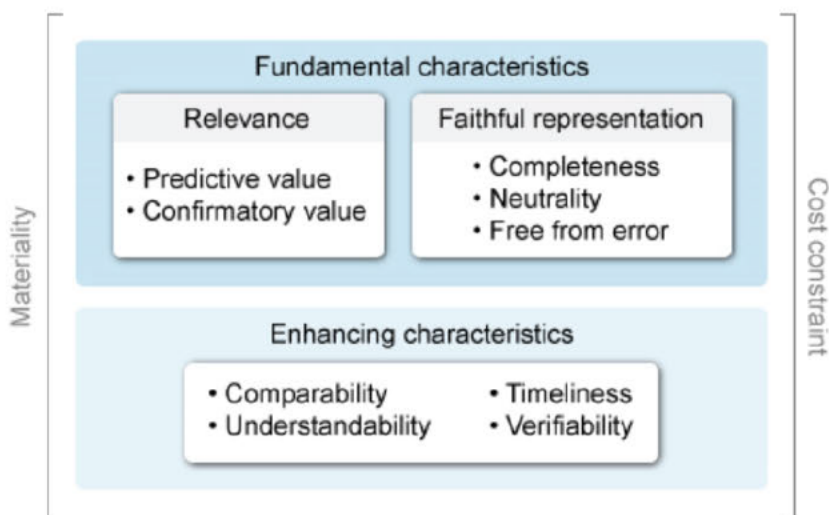 Fundamental characteristics
Relevance
• Predictive value
• Confirmatory value
Faithful representation
• Completeness
• Neutrality
• Free from error
Materiality
Cost constraint
Enhancing characteristics
• Comparability
• Understandability
• Timeliness
• Verifiability